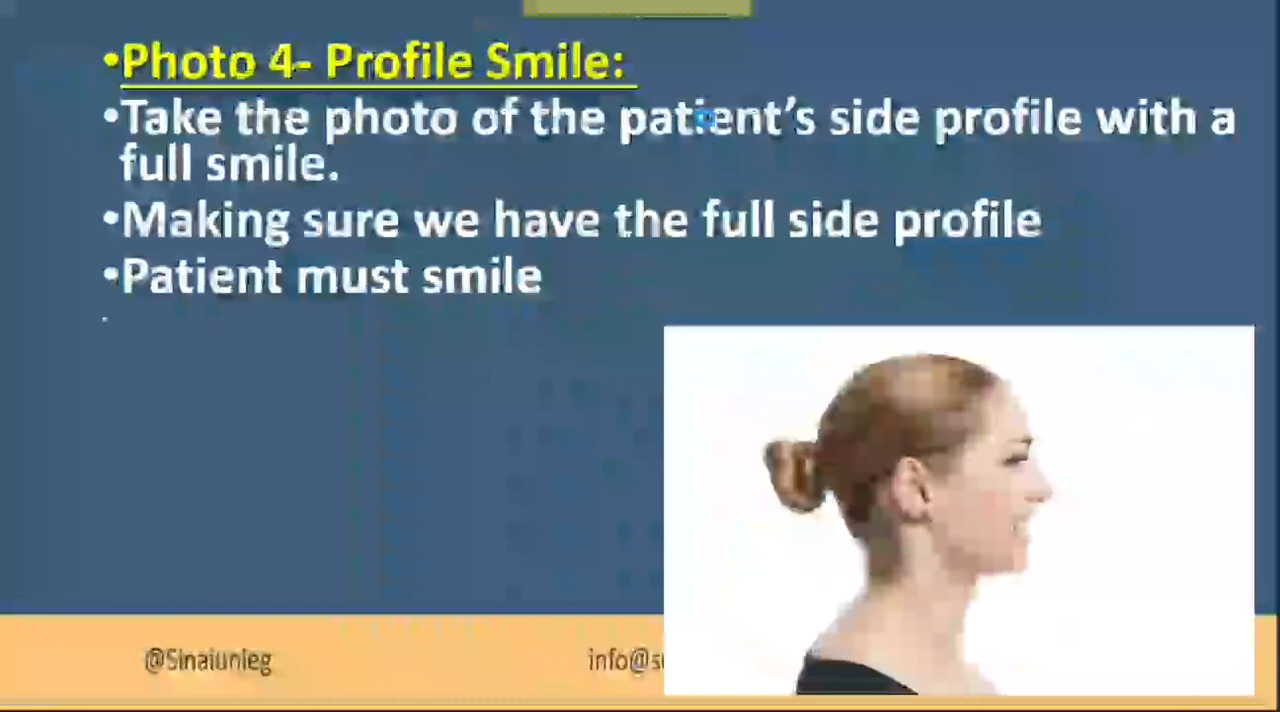 •Photo 4- Profile Smile:
•Take the photo of the patient's side profile with a
full smile.
•Making sure we have the full side profile
•Patient must smile
@Sinaiunieg
info@su